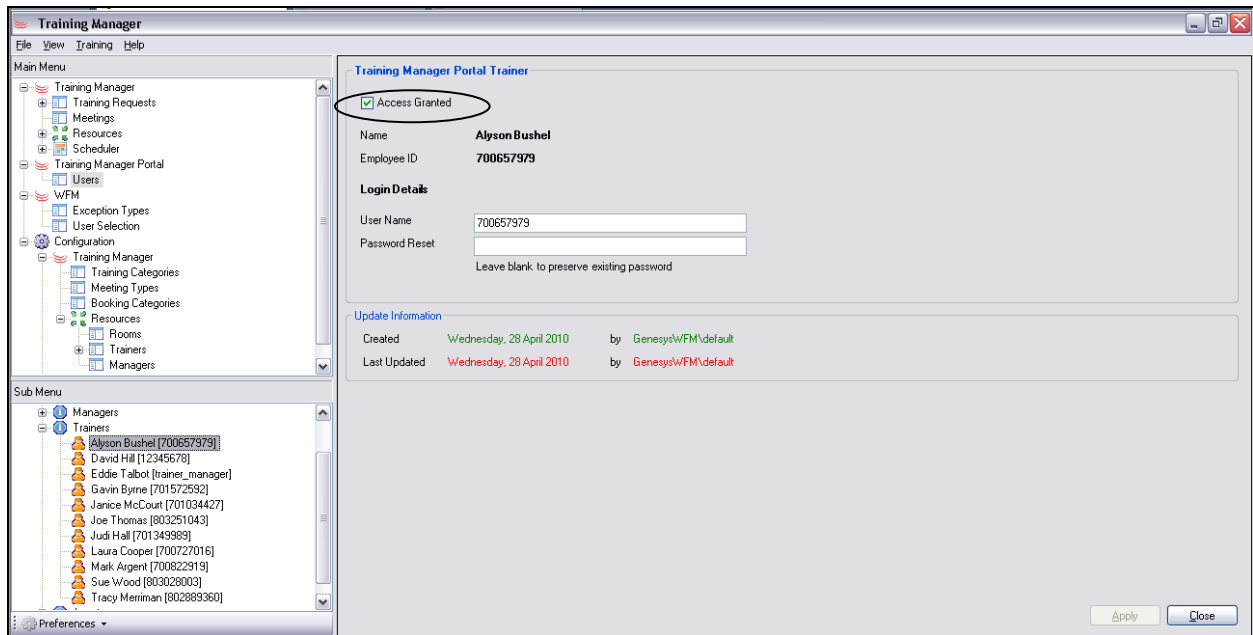 Training Manager
File View Training Help
Main Menu
Training Manager
Training Requests
Meetings
Resources
Scheduler
Training Manager Portal
Users
WFM
Exception Types
User Selection
Configuration
Training Manager
Training Categories
Meeting Types
Booking Categories
Resources
Rooms
Trainers
Managers
Sub Menu
Managers
Trainers
Alyson Bushel [700657979]
David Hill [12345678]
Eddie Talbot [trainer_manager]
Gavin Byrne [701572592]
Janice McCourt [701034427]
Joe Thomas [803251043]
Judi Hall [701349989]
Laura Cooper [700727016]
Mark Argent [700822919]
Sue Wood [803028003]
Tracy Merriman [802889360]
Preferences
Training Manager Portal Trainer
Access Granted
Name Alyson Bushel
Employee ID 700657979
Login Details
User Name 700657979
Password Reset
Leave blank to preserve existing password
Update Information
Created Wednesday, 28 April 2010 by GenesysWFM\default
Last Updated Wednesday, 28 April 2010 by GenesysWFM\default
Apply Close